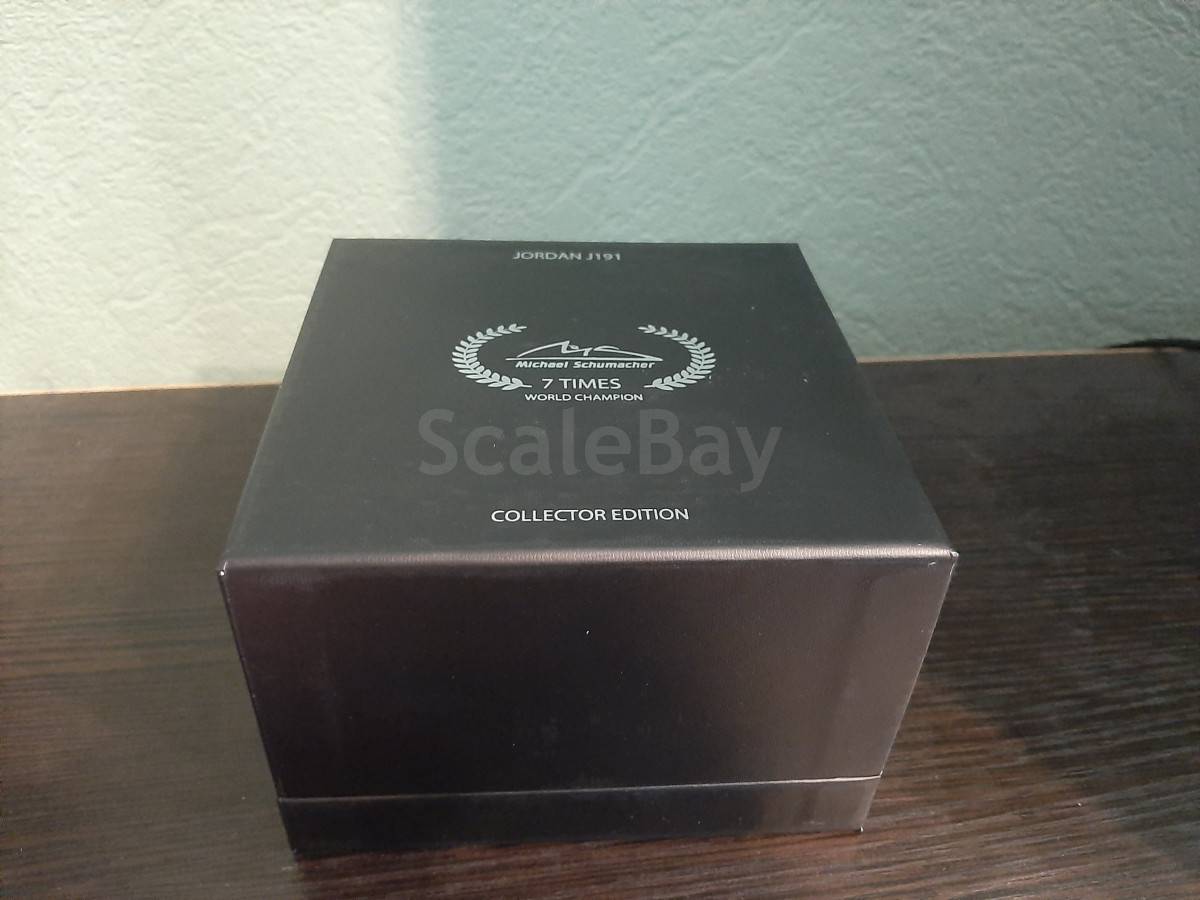 JORDAN J191
Michael Schumacher
7 TIMES
WORLD CHAMPION
ScaleBay
COLLECTOR EDITION